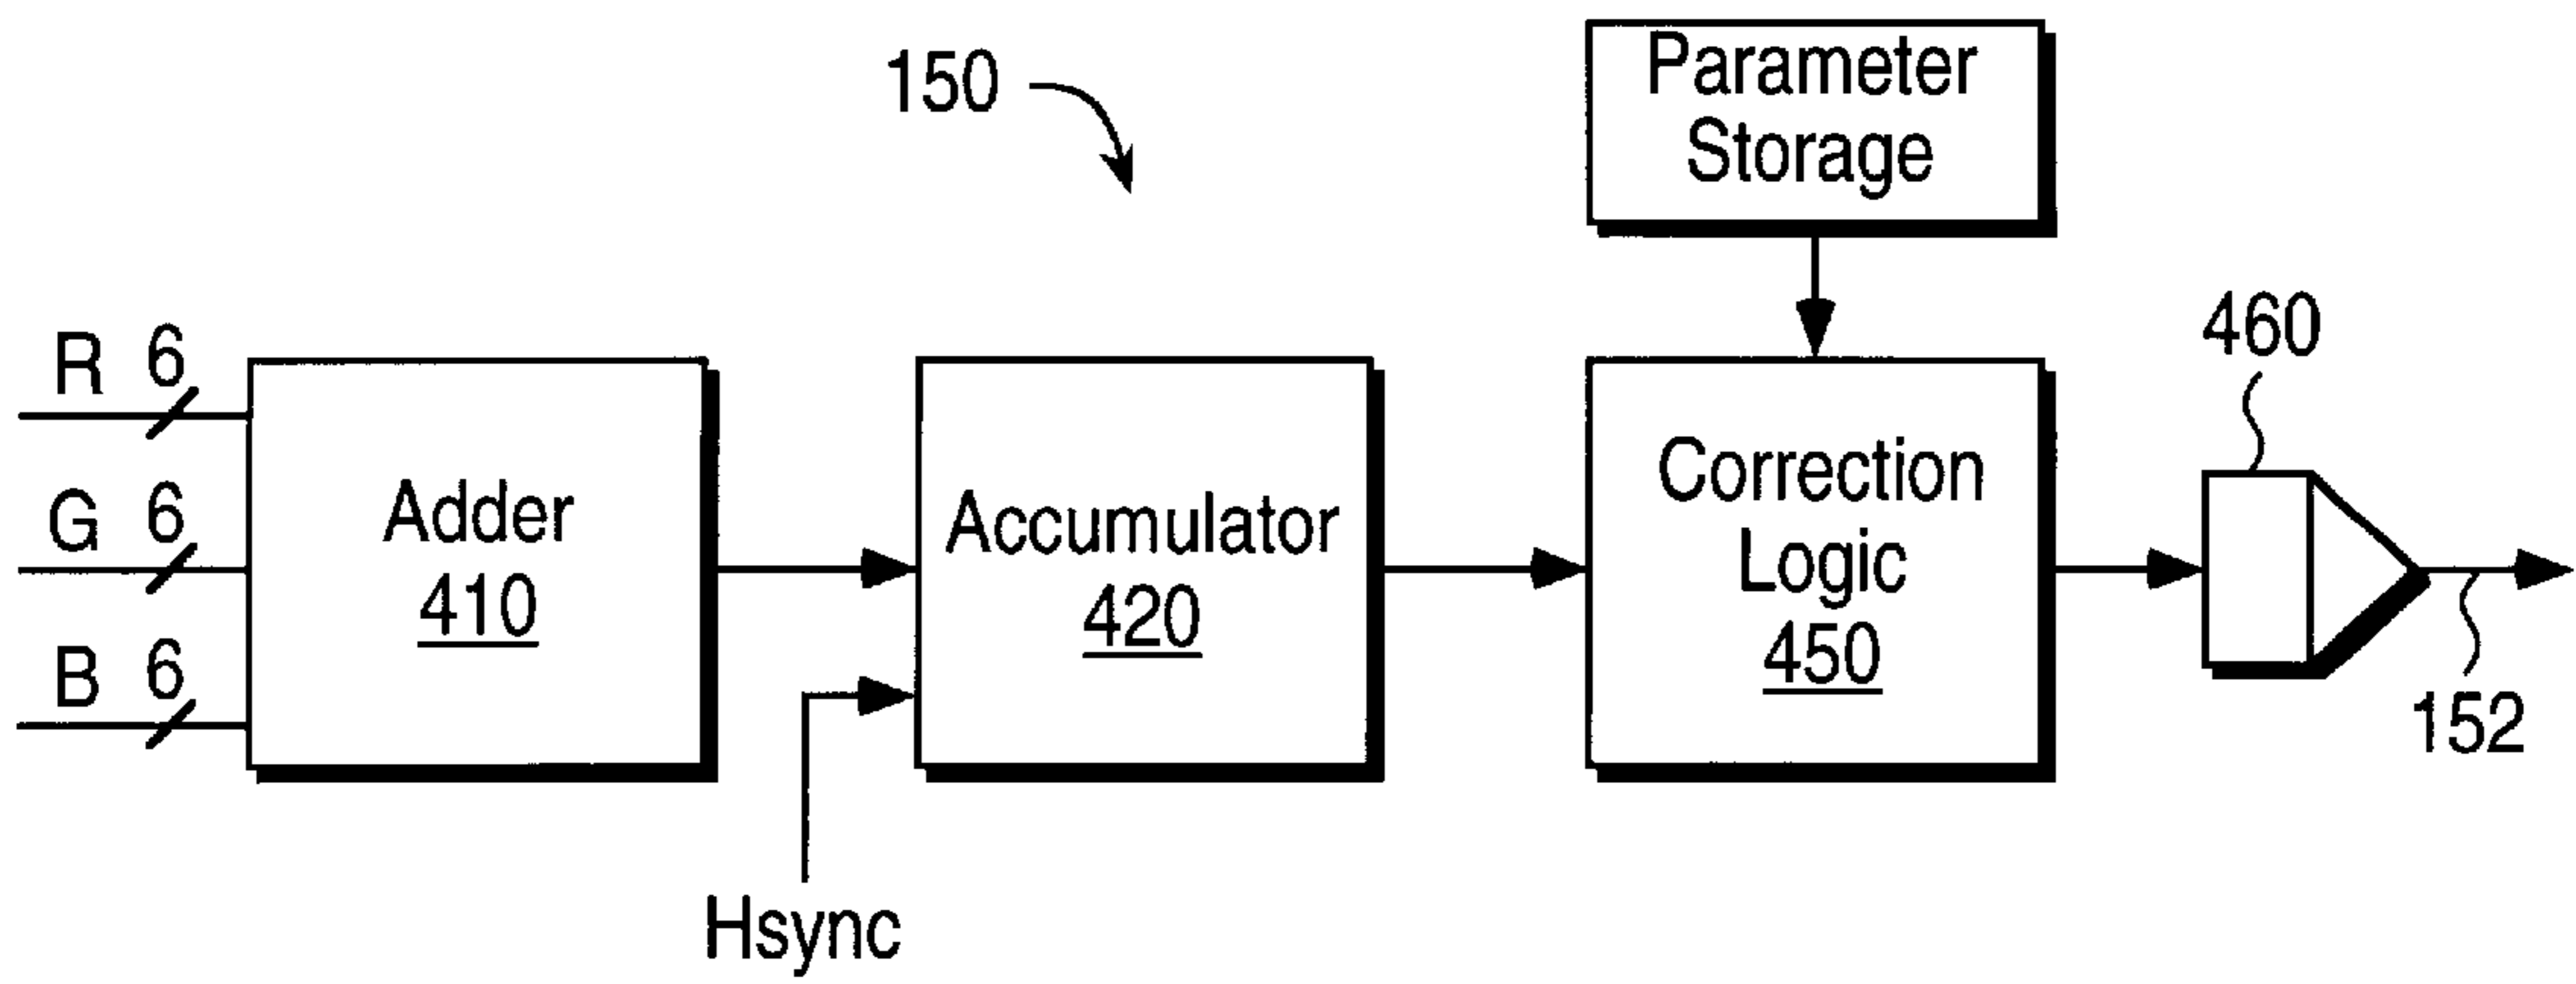 150
Parameter
Storage
460
R 6
G 6
B 6
Adder
410
Accumulator
420
Correction
Logic
450
152
Hsync